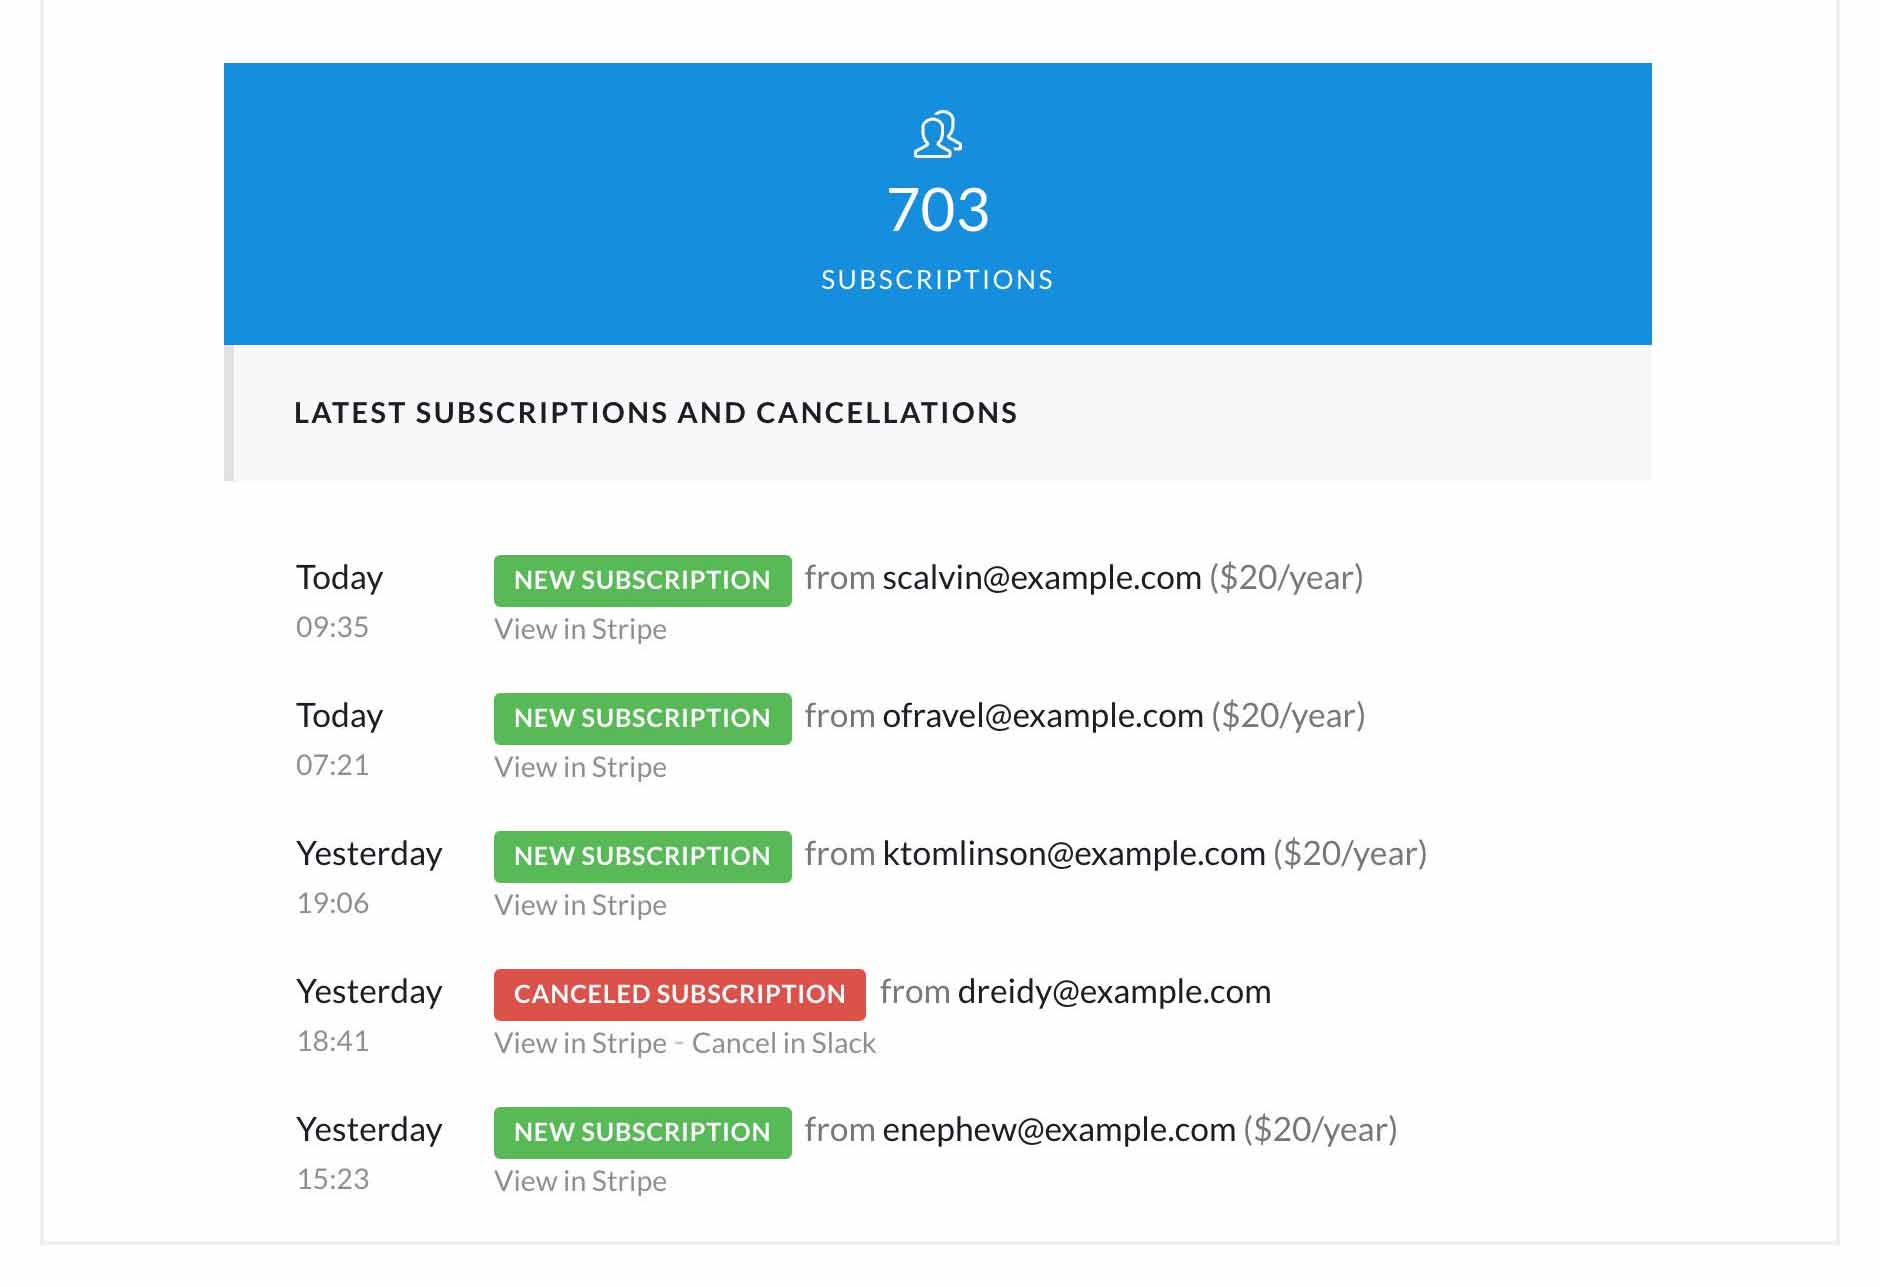 703
SUBSCRIPTIONS
LATEST SUBSCRIPTIONS AND CANCELLATIONS
Today NEW SUBSCRIPTION from scalvin@example.com ($20/year)
09:35 View in Stripe
Today NEW SUBSCRIPTION from ofravel@example.com ($20/year)
07:21 View in Stripe
Yesterday NEW SUBSCRIPTION from ktomlinson@example.com ($20/year)
19:06 View in Stripe
Yesterday CANCELED SUBSCRIPTION from dreidy@example.com
18:41 View in Stripe - Cancel in Slack
Yesterday NEW SUBSCRIPTION from enephew@example.com ($20/year)
15:23 View in Stripe